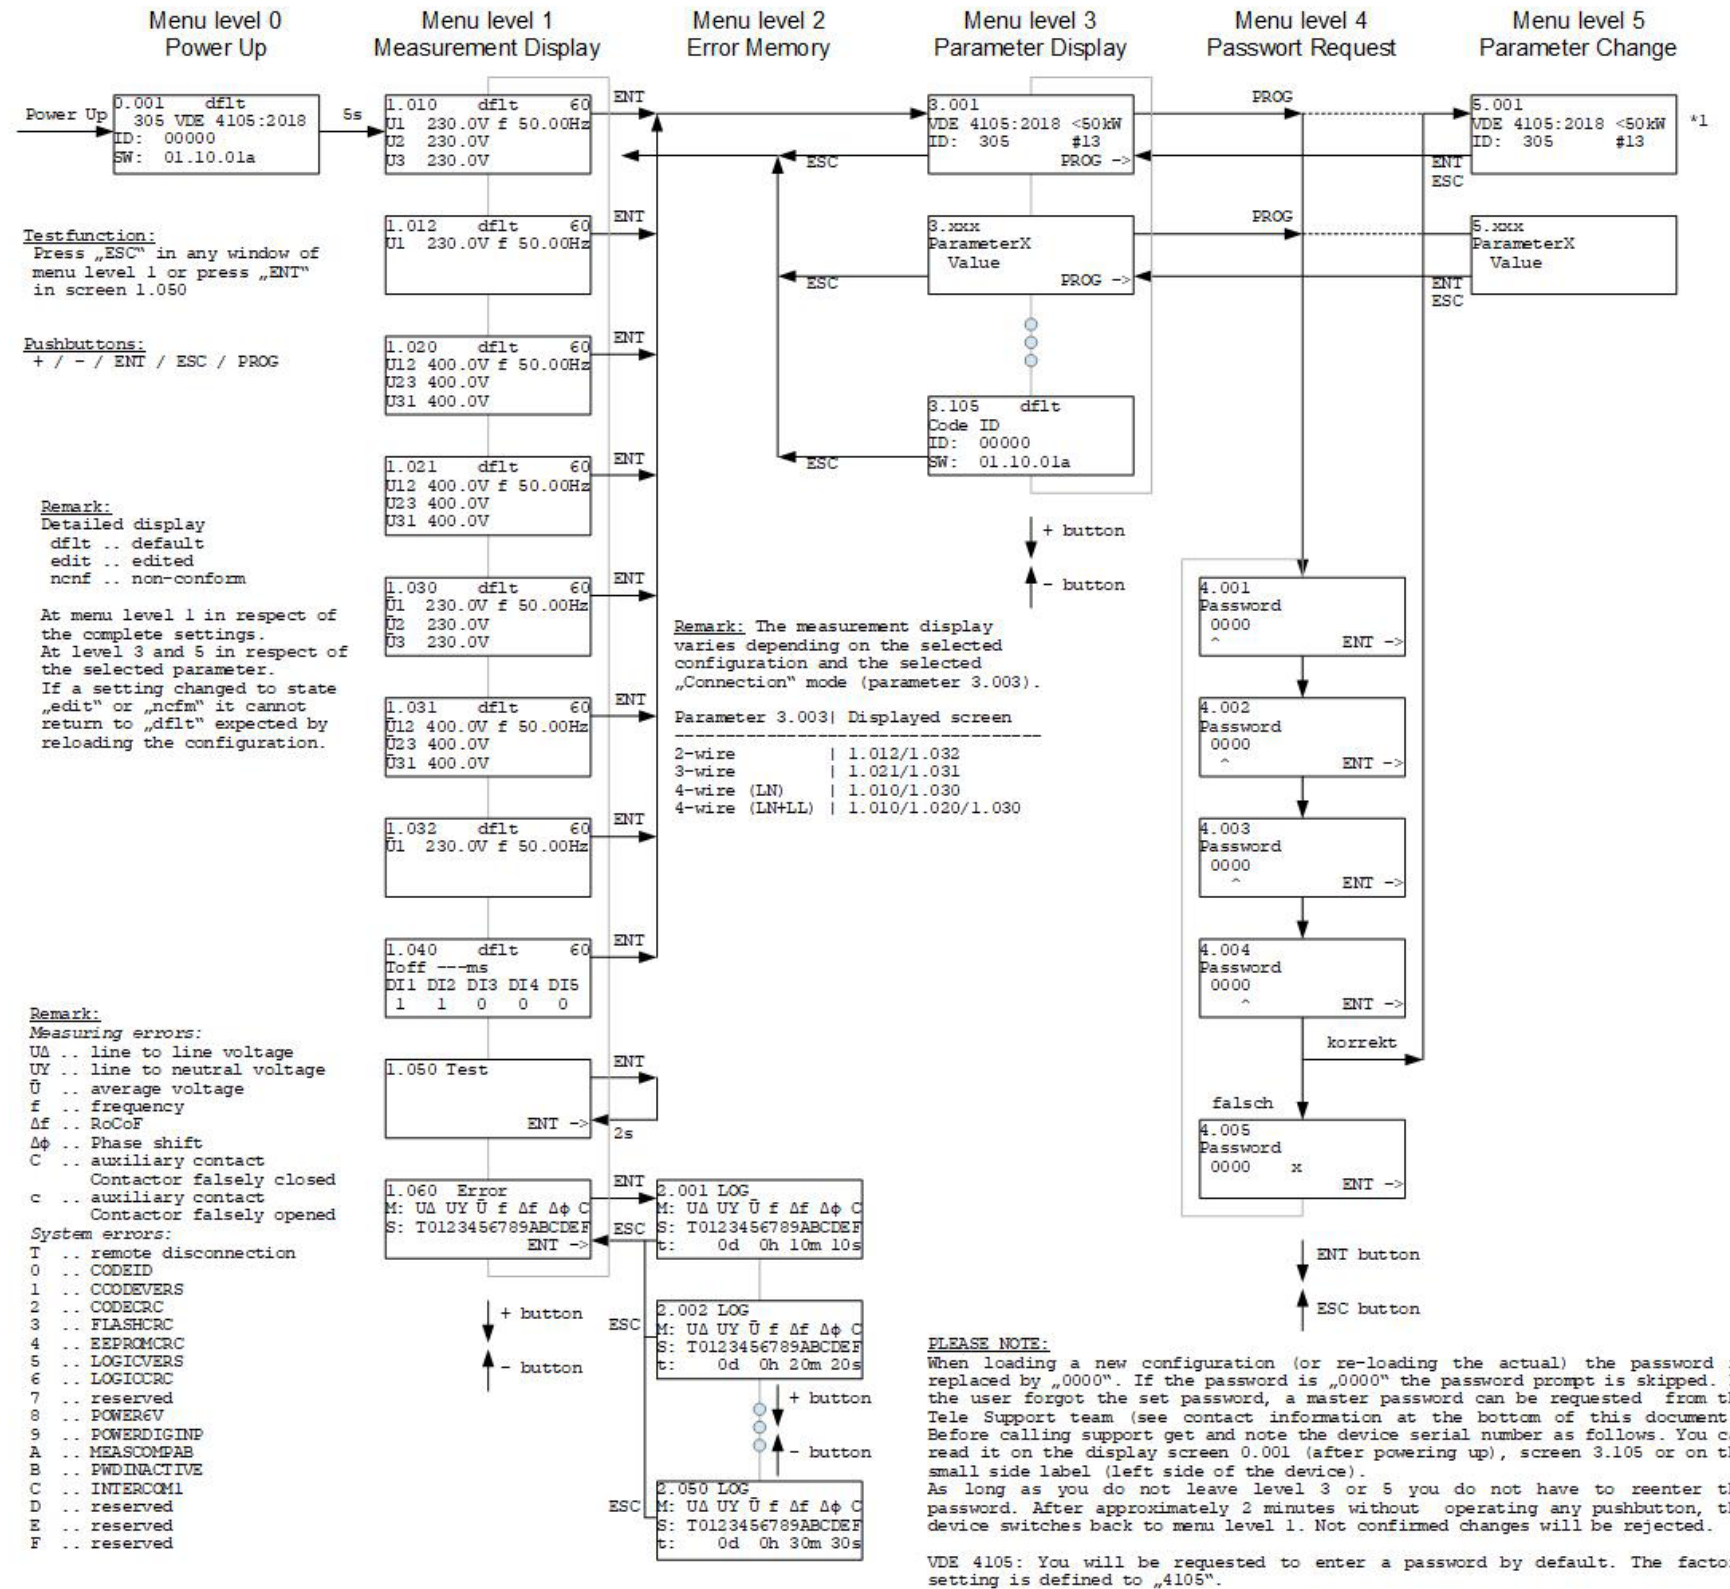 Menu level 0
Power Up
Menu level 1
Measurement Display
Menu level 2
Error Memory
Menu level 3
Parameter Display
Menu level 4
Passwort Request
Menu level 5
Parameter Change
Power Up
0.001 dflt
305 VDE 4105:2018
ID: 00000
SW: 01.10.01a
5s
Testfunction:
Press „ESC“ in any window of
menu level 1 or press „ENT“
in screen 1.050
Pushbuttons:
+ / - / ENT / ESC / PROG
Remark:
Detailed display
dflt .. default
edit .. edited
ncnf .. non-conform
At menu level 1 in respect of
the complete settings.
At level 3 and 5 in respect of
the selected parameter.
If a setting changed to state
„edit“ or „ncfm“ it cannot
return to „dflt“ expected by
reloading the configuration.
Remark:
Measuring errors:
UΔ .. line to line voltage
UY .. line to neutral voltage
Ū .. average voltage
f .. frequency
Δf .. RoCoF
Δϕ .. Phase shift
C .. auxiliary contact
Contactor falsely closed
c .. auxiliary contact
Contactor falsely opened
System errors:
T .. remote disconnection
0 .. CODEID
1 .. CCODEVERS
2 .. CODECRC
3 .. FLASHCRC
4 .. EEPROMCRC
5 .. LOGICVERS
6 .. LOGICCRC
7 .. reserved
8 .. POWER6V
9 .. POWERDIGINP
A .. MEASCOMPAB
B .. PWDINACTIVE
C .. INTERCOM1
D .. reserved
E .. reserved
F .. reserved
1.010 dflt 60
U1 230.0V f 50.00Hz
U2 230.0V
U3 230.0V
ENT
1.012 dflt 60
U1 230.0V f 50.00Hz
ENT
1.020 dflt 60
U12 400.0V f 50.00Hz
U23 400.0V
U31 400.0V
ENT
1.021 dflt 60
U12 400.0V f 50.00Hz
U23 400.0V
U31 400.0V
ENT
1.030 dflt 60
Ū1 230.0V f 50.00Hz
Ū2 230.0V
Ū3 230.0V
ENT
1.031 dflt 60
Ū12 400.0V f 50.00Hz
Ū23 400.0V
Ū31 400.0V
ENT
1.032 dflt 60
Ū1 230.0V f 50.00Hz
ENT
1.040 dflt 60
Toff ---ms
DI1 DI2 DI3 DI4 DI5
1 1 0 0 0
ENT
1.050 Test
ENT ->
ENT
2s
1.060 Error
M: UΔ UY Ū f Δf Δϕ C
S: T0123456789ABCDEF
ENT ->
ENT
ESC
+ button
- button
2.001 LOG
M: UΔ UY Ū f Δf Δϕ C
S: T0123456789ABCDEF
t: 0d 0h 10m 10s
ESC
2.002 LOG
M: UΔ UY Ū f Δf Δϕ C
S: T0123456789ABCDEF
t: 0d 0h 20m 20s
+ button
- button
ESC
2.050 LOG
M: UΔ UY Ū f Δf Δϕ C
S: T0123456789ABCDEF
t: 0d 0h 30m 30s
ESC
3.001
VDE 4105:2018 <50kW
ID: 305 #13
PROG ->
ESC
3.xxx
ParameterX
Value
PROG ->
ESC
3.105 dflt
Code ID
ID: 00000
SW: 01.10.01a
+ button
- button
Remark: The measurement display
varies depending on the selected
configuration and the selected
„Connection“ mode (parameter 3.003).
Parameter 3.003| Displayed screen
------------------------------------
2-wire | 1.012/1.032
3-wire | 1.021/1.031
4-wire (LN) | 1.010/1.030
4-wire (LN+LL) | 1.010/1.020/1.030
PROG
PROG
4.001
Password
0000
^ ENT ->
4.002
Password
0000
^ ENT ->
4.003
Password
0000
^ ENT ->
4.004
Password
0000
^ ENT ->
korrekt
falsch
4.005
Password
0000 x
ENT ->
ENT button
ESC button
5.001
VDE 4105:2018 <50kW
ID: 305 #13
*1
ENT
ESC
5.xxx
ParameterX
Value
ENT
ESC
PLEASE NOTE:
When loading a new configuration (or re-loading the actual) the password
replaced by „0000“. If the password is „0000“ the password prompt is skipped.
the user forgot the set password, a master password can be requested from
Tele Support team (see contact information at the bottom of this document
Before calling support get and note the device serial number as follows. You
read it on the display screen 0.001 (after powering up), screen 3.105 or on
small side label (left side of the device).
As long as you do not leave level 3 or 5 you do not have to reenter
password. After approximately 2 minutes without operating any pushbutton,
device switches back to menu level 1. Not confirmed changes will be rejected.
VDE 4105: You will be requested to enter a password by default. The
setting is defined to „4105“.